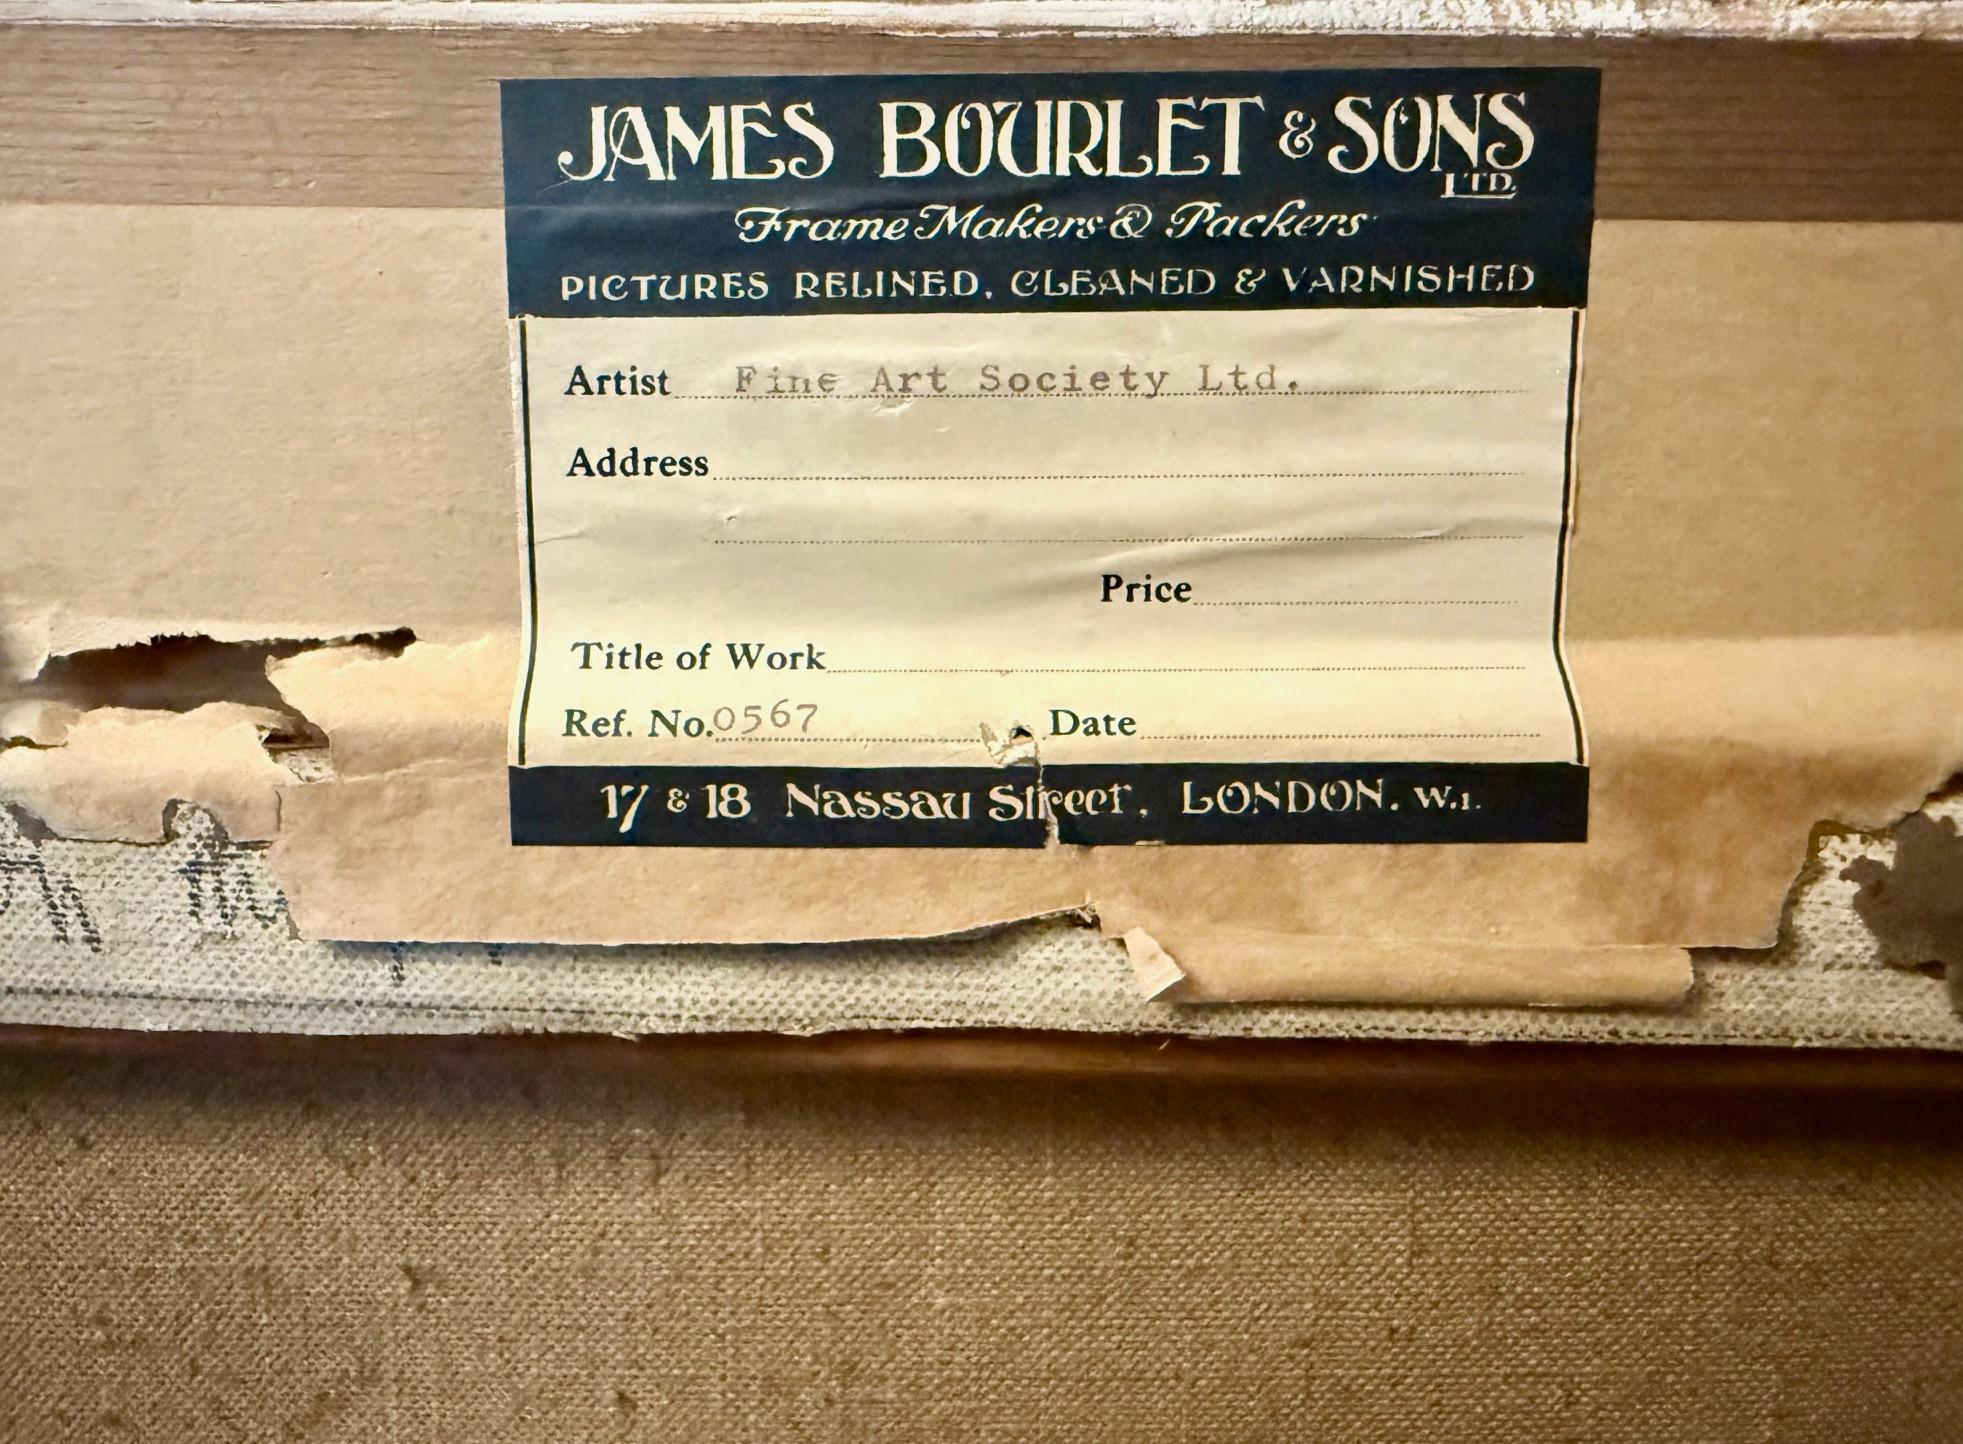 JAMES BOURLET & SONS
LTD.
Frame Makers & Packers
PICTURES RELINED, CLEANED & VARNISHED
Artist Fine Art Society Ltd.
Address
Price
Title of Work
Ref. No. 0567 Date
17 & 18 Nassau Street, LONDON. W.1.